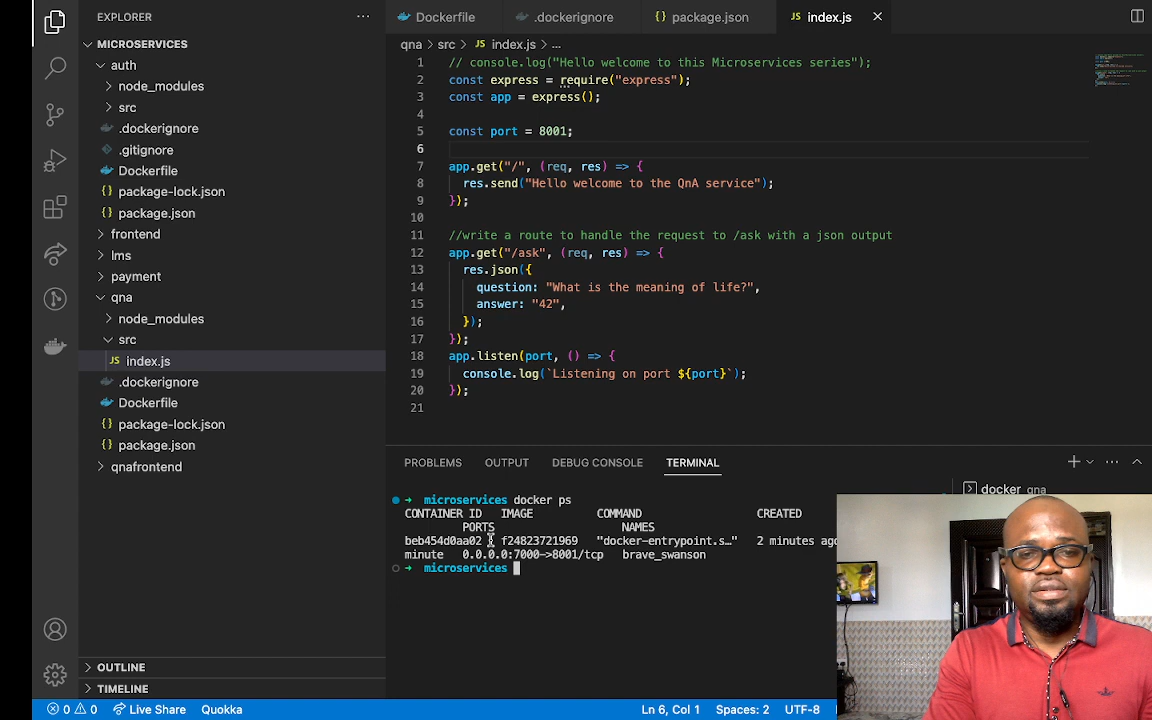 EXPLORER
MICROSERVICES
auth
node_modules
src
.dockerignore
.gitignore
Dockerfile
{} package-lock.json
{} package.json
frontend
lms
payment
qna
node_modules
src
JS index.js
.dockerignore
Dockerfile
{} package-lock.json
{} package.json
qnafrontend
OUTLINE
TIMELINE
Dockerfile .dockerignore {} package.json JS index.js
qna > src > JS index.js > ...
1 // console.log("Hello welcome to this Microservices series");
2 const express = require("express");
3 const app = express();
4
5 const port = 8001;
6
7 app.get("/", (req, res) => {
8 res.send("Hello welcome to the QnA service");
9 });
10
11 //write a route to handle the request to /ask with a json output
12 app.get("/ask", (req, res) => {
13 res.json({
14 question: "What is the meaning of life?",
15 answer: "42",
16 });
17 });
18 app.listen(port, () => {
19 console.log(`Listening on port ${port}`);
20 });
21
PROBLEMS OUTPUT DEBUG CONSOLE TERMINAL
docker qna
→ microservices docker ps
CONTAINER ID IMAGE COMMAND CREATED
PORTS NAMES
beb454d0aa02 f24823721969 "docker-entrypoint.s…" 2 minutes ago
minute 0.0.0.0:7000->8001/tcp brave_swanson
→ microservices
0 0 Live Share Quokka Ln 6, Col 1 Spaces: 2 UTF-8